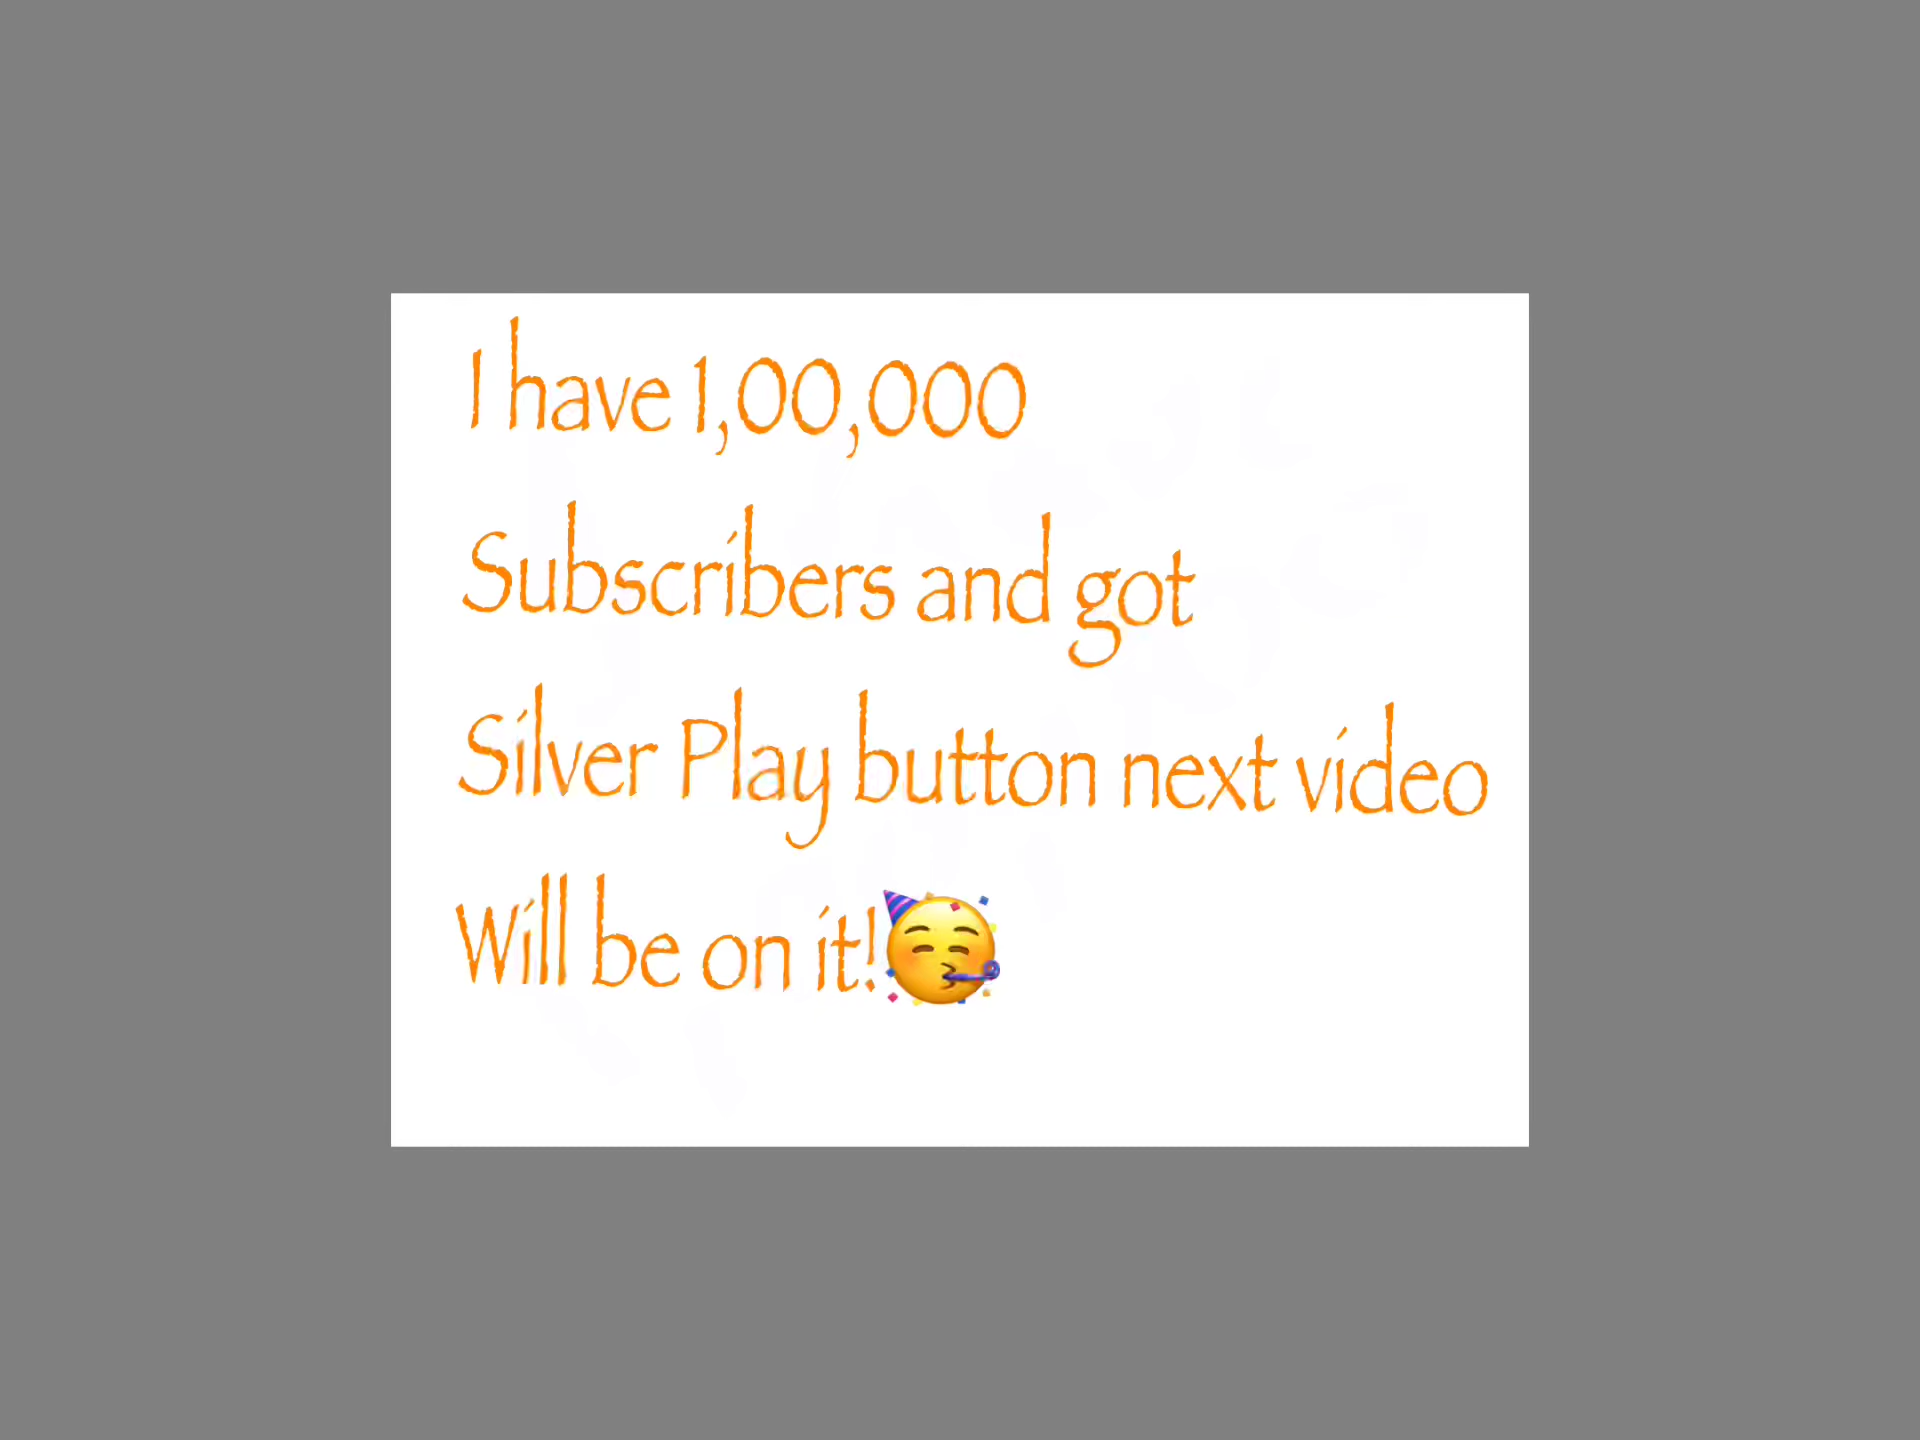 I have 1,00,000
Subscribers and got
Silver Play button next video
Will be on it!🥳